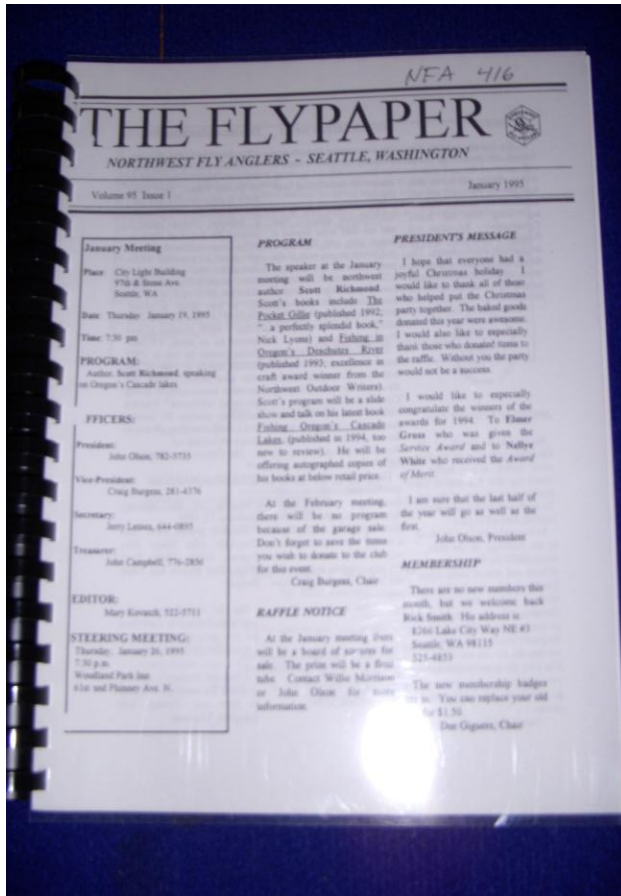 NFA 416
THE FLYPAPER
NORTHWEST FLY ANGLERS - SEATTLE, WASHINGTON
Volume 95 Issue 1
January 1995
January Meeting
Place: City Light Building
97th & Stone Ave.
Seattle, WA
Date: Thursday January 19, 1995
Time: 7:30 pm
PROGRAM:
Author, Scott Richmond, speaking
on Oregon's Cascade lakes
FFICERS:
President:
John Olson, 782-5735
Vice-President:
Craig Burgess, 281-4376
Secretary:
Jerry 644-0895
Treasurer:
John Campbell, 776-2856
EDITOR:
Mary Kovatch, 522-5711
STEERING MEETING:
Thursday, January 26, 1995
7:30 p.m.
Woodland Park Inn
61st and Phinney Ave. N.
PROGRAM
The speaker at the January
meeting will be northwest
author Scott Richmond.
Scott's books include The
Pocket Gillie (published 1992;
"..a perfectly splendid book,"
Nick Lyons) and Fishing in
Oregon's Deschutes River
(published 1993; excellence in
craft award winner from the
Northwest Outdoor Writers).
Scott's program will be a slide
show and talk on his latest book
Fishing Oregon's Cascade
Lakes, (published in 1994, too
new to review). He will be
offering autographed copies of
his books at below retail price.
At the February meeting,
there will be no program
because of the garage sale.
Don't forget to save the items
you wish to donate to the club
for this event.
Craig Burgess, Chair
RAFFLE NOTICE
At the January meeting there
will be a board of for
sale. The prize will be a float
tube. Contact Willie Morrison
or John Olson for more
information.
PRESIDENT'S MESSAGE
I hope that everyone had a
joyful Christmas holiday. I
would like to thank all of those
who helped put the Christmas
party together. The baked goods
donated this year were awesome.
I would also like to especially
thank those who donated items to
the raffle. Without you the party
would not be a success.
I would like to especially
congratulate the winners of the
awards for 1994. To Elmer
Gross who was given the
Service Award and to Nellye
White who received the Award
of Merit.
I am sure that the last half of
the year will go as well as the
first.
John Olson, President
MEMBERSHIP
There are no new members this
month, but we welcome back
Rick Smith. His address is:
8266 Lake City Way NE #3
Seattle, WA 98115
525-4853
The new membership badges
in. You can replace your old
for $1.50.
Don Giguere, Chair